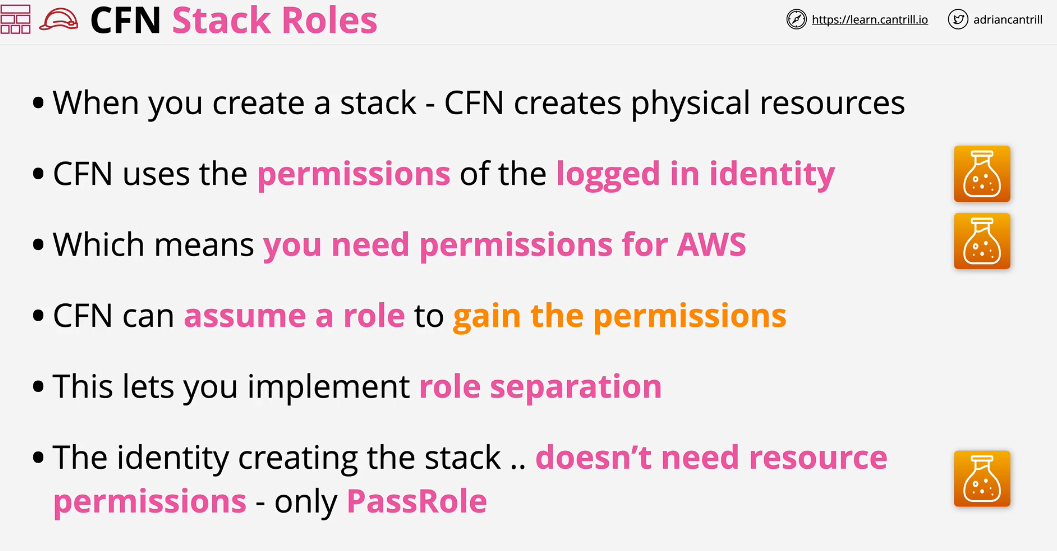 CFN Stack Roles
https://learn.cantrill.io
adriancantrill
• When you create a stack - CFN creates physical resources
• CFN uses the permissions of the logged in identity
• Which means you need permissions for AWS
• CFN can assume a role to gain the permissions
• This lets you implement role separation
• The identity creating the stack .. doesn’t need resource
permissions - only PassRole